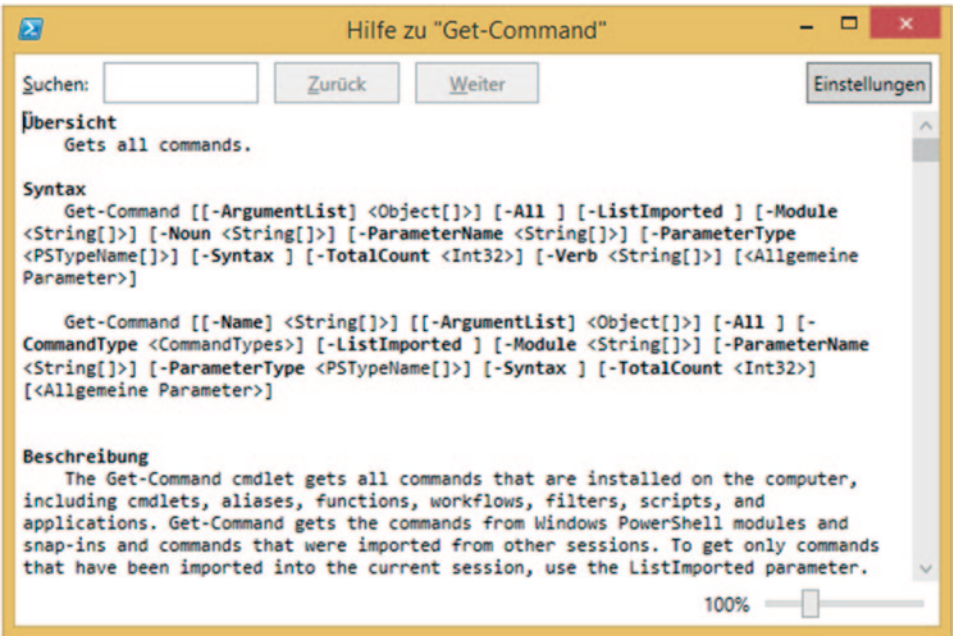 Hilfe zu "Get-Command"
Suchen: Zurück Weiter Einstellungen
Übersicht
Gets all commands.
Syntax
Get-Command [[-ArgumentList] <Object[]>] [-All ] [-ListImported ] [-Module
<String[]>] [-Noun <String[]>] [-ParameterName <String[]>] [-ParameterType
<PSTypeName[]>] [-Syntax ] [-TotalCount <Int32>] [-Verb <String[]>] [<Allgemeine
Parameter>]
Get-Command [[-Name] <String[]>] [[-ArgumentList] <Object[]>] [-All ] [-
CommandType <CommandTypes>] [-ListImported ] [-Module <String[]>] [-ParameterName
<String[]>] [-ParameterType <PSTypeName[]>] [-Syntax ] [-TotalCount <Int32>]
[<Allgemeine Parameter>]
Beschreibung
The Get-Command cmdlet gets all commands that are installed on the computer,
including cmdlets, aliases, functions, workflows, filters, scripts, and
applications. Get-Command gets the commands from Windows PowerShell modules and
snap-ins and commands that were imported from other sessions. To get only commands
that have been imported into the current session, use the ListImported parameter.
100%